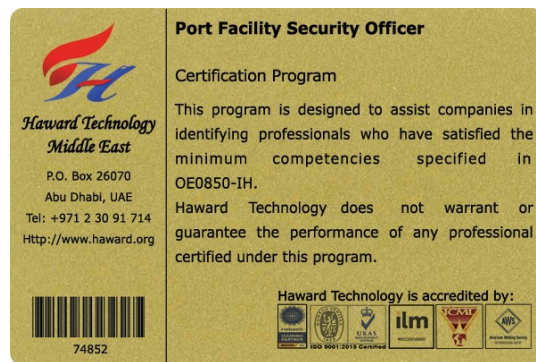 Haward Technology
Middle East
P.O. Box 26070
Abu Dhabi, UAE
Tel: +971 2 30 91 714
Http://www.haward.org
74852
Port Facility Security Officer
Certification Program
This program is designed to assist companies in
identifying professionals who have satisfied the
minimum competencies specified in
OE0850-IH.
Haward Technology does not warrant or
guarantee the performance of any professional
certified under this program.
Haward Technology is accredited by:
UKAS
ISO 9001:2015 Certified
ilm
RECOGNISED
AWS